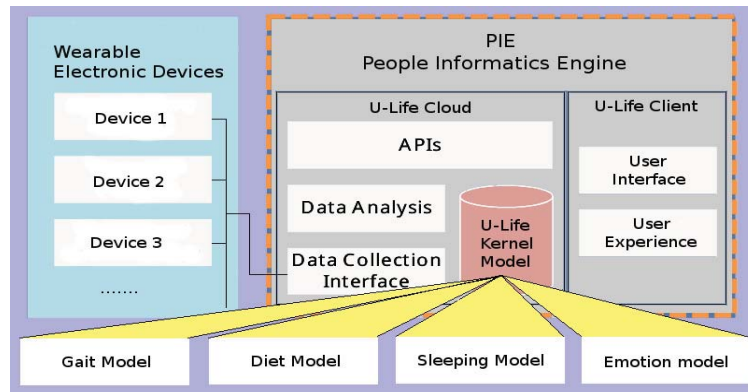 Wearable
Electronic Devices
Device 1
Device 2
Device 3
.......
PIE
People Informatics Engine
U-Life Cloud
APIs
Data Analysis
Data Collection
Interface
U-Life
Kernel
Model
U-Life Client
User
Interface
User
Experience
Gait Model
Diet Model
Sleeping Model
Emotion model